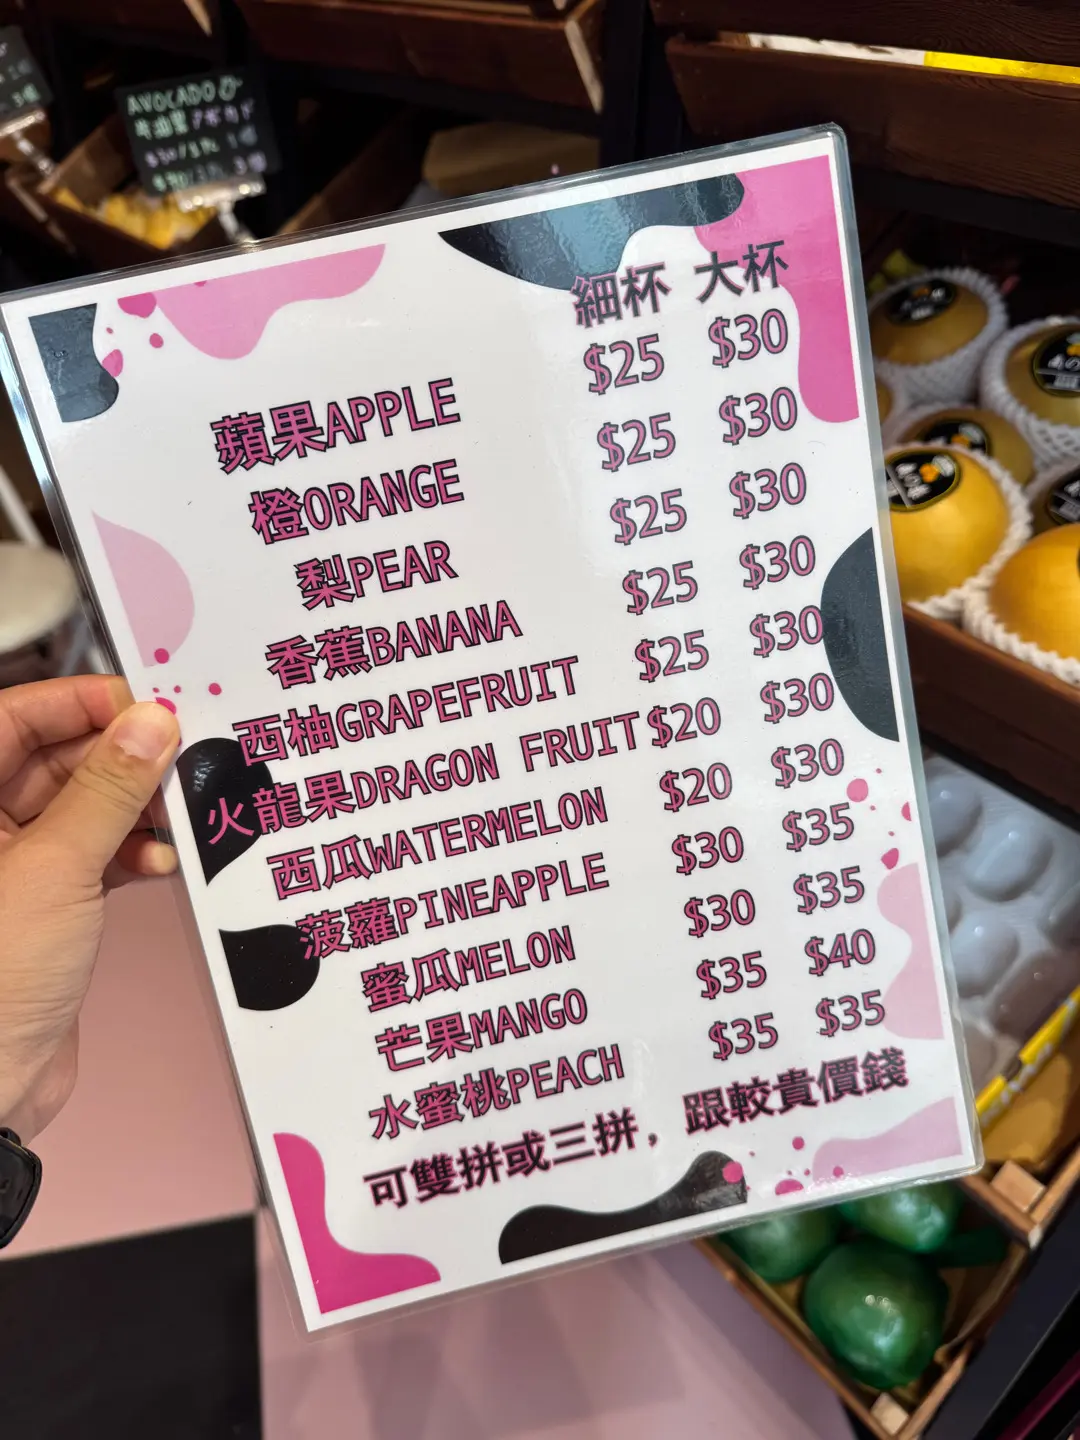 AVOCADO
細杯 大杯
蘋果APPLE $25 $30
橙ORANGE $25 $30
梨PEAR $25 $30
香蕉BANANA $25 $30
西柚GRAPEFRUIT $25 $30
火龍果DRAGON FRUIT $20 $30
西瓜WATERMELON $20 $30
菠蘿PINEAPPLE $30 $35
蜜瓜MELON $30 $35
芒果MANGO $35 $40
水蜜桃PEACH $35 $35
可雙拼或三拼，跟較貴價錢